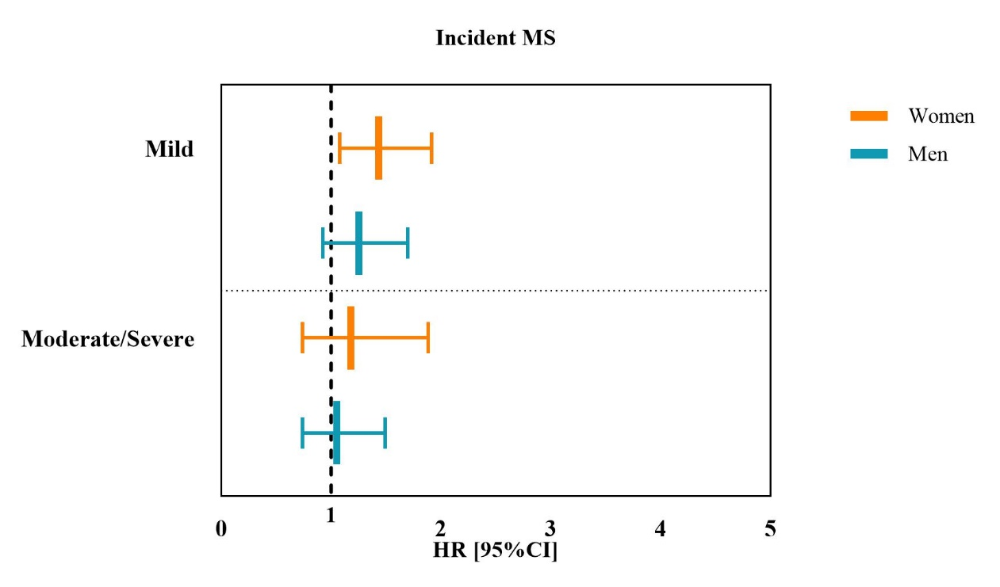 Incident MS
Women
Mild
Men
Moderate/Severe
0 1 2 3 4 5
HR [95%CI]